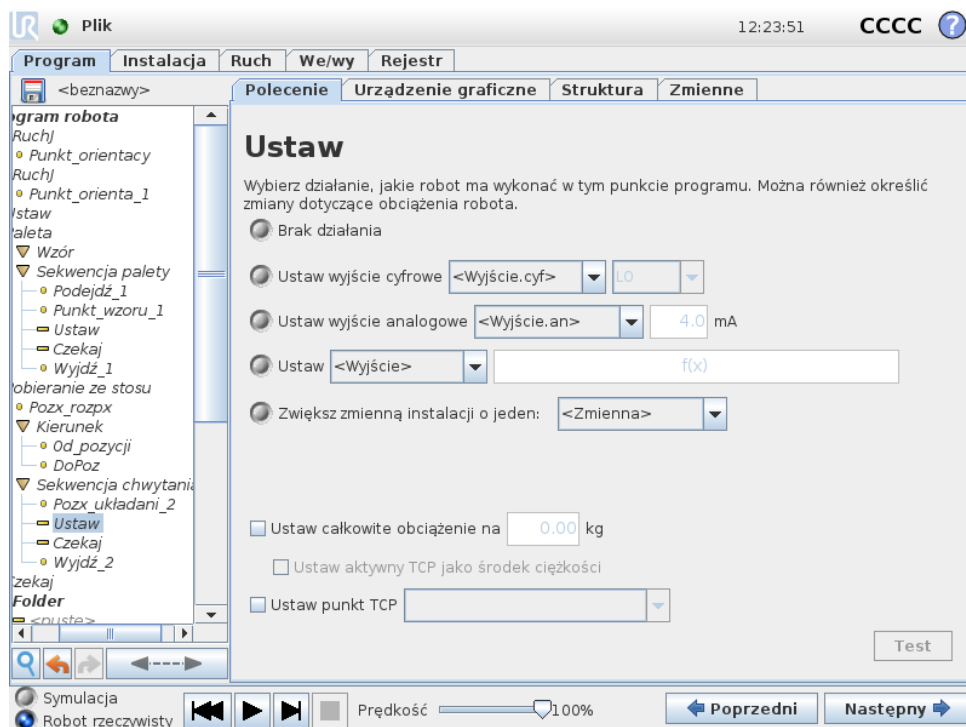 UR Plik 12:23:51 CCCC ?
Program Instalacja Ruch We/wy Rejestr
<beznazwy>
Polecenie Urządzenie graficzne Struktura Zmienne
ogram robota
RuchJ
Punkt_orientacy
RuchJ
Punkt_orienta_1
Ustaw
Paleta
Wzór
Sekwencja palety
Podejdź_1
Punkt_wzoru_1
Ustaw
Czekaj
Wyjdź_1
Pobieranie ze stosu
Pozx_rozpx
Kierunek
Od_pozycji
DoPoz
Sekwencja chwytania
Pozx_układani_2
Ustaw
Czekaj
Wyjdź_2
Czekaj
Folder
<puste>
Ustaw
Wybierz działanie, jakie robot ma wykonać w tym punkcie programu. Można również określić
zmiany dotyczące obciążenia robota.
Brak działania
Ustaw wyjście cyfrowe <Wyjście.cyf> LO
Ustaw wyjście analogowe <Wyjście.an> 4.0 mA
Ustaw <Wyjście> f(x)
Zwiększ zmienną instalacji o jeden: <Zmienna>
Ustaw całkowite obciążenie na 0.00 kg
Ustaw aktywny TCP jako środek ciężkości
Ustaw punkt TCP
Test
Symulacja
Robot rzeczywisty
Prędkość 100%
Poprzedni Następny